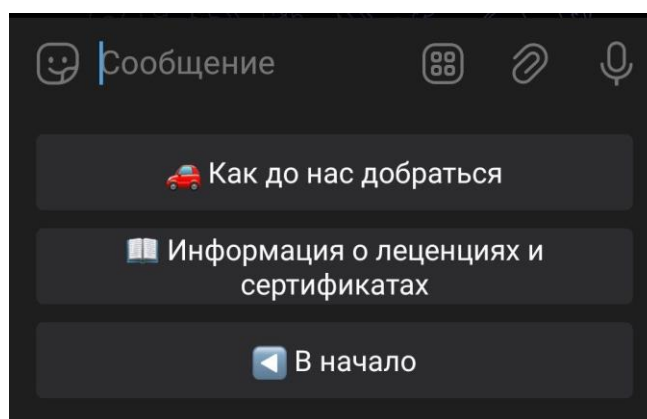 Сообщение
🚗 Как до нас добраться
📖 Информация о леценциях и
сертификатах
◀️ В начало